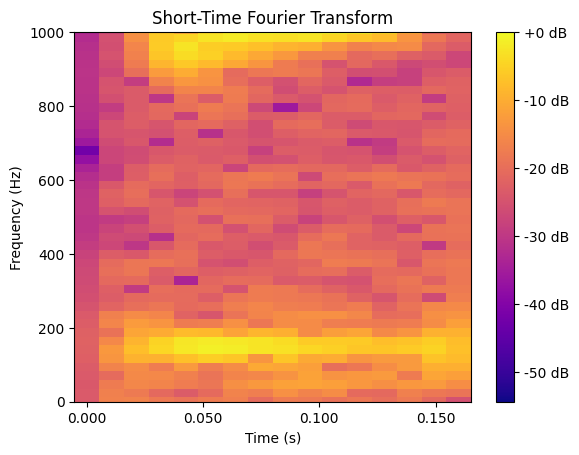 Short-Time Fourier Transform
1000
800
600
400
200
0
Frequency (Hz)
0.000
0.050
0.100
0.150
Time (s)
+0 dB
-10 dB
-20 dB
-30 dB
-40 dB
-50 dB